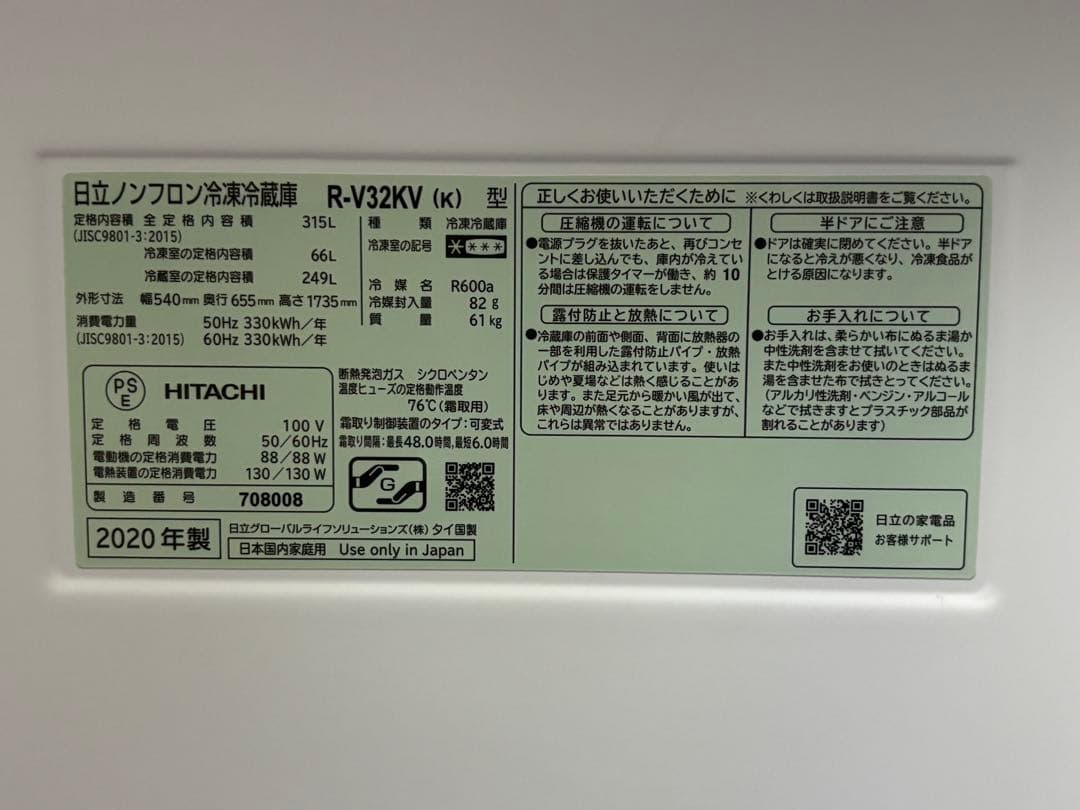 日立ノンフロン冷凍冷蔵庫 R-V32KV (K) 型
定格内容積 全定格内容積 315L
(JISC9801-3:2015)
冷凍室の定格内容積 66L
冷蔵室の定格内容積 249L
外形寸法 幅540mm 奥行655mm 高さ1735mm
消費電力量 50Hz 330kWh/年
(JISC9801-3:2015) 60Hz 330kWh/年
種類 冷凍冷蔵庫
冷凍室の記号 ****
冷媒名 R600a
冷媒封入量 82g
質量 61kg
PS
E
HITACHI
定格電圧 100V
定格周波数 50/60Hz
電動機の定格消費電力 88/88W
電熱装置の定格消費電力 130/130W
製造番号 708008
断熱発泡ガス シクロペンタン
温度ヒューズの定格動作温度
76℃(霜取用)
霜取り制御装置のタイプ:可変式
霜取り間隔:最長48.0時間,最短6.0時間
G
2020年製
日立グローバルライフソリューションズ(株) タイ国製
日本国内家庭用 Use only in Japan
正しくお使いいただくために ※くわしくは取扱説明書をご覧ください。
圧縮機の運転について
●電源プラグを抜いたあと、再びコンセ
ントに差し込んでも、庫内が冷えてい
る場合は保護タイマーが働き、約10
分間は圧縮機の運転をしません。
露付防止と放熱について
●冷蔵庫の前面や側面、背面に放熱器の
一部を利用した露付防止パイプ・放熱
パイプが組み込まれています。使いは
じめや夏場などは熱く感じることがあ
ります。また足元から暖かい風が出て、
床や周辺が熱くなることがありますが、
これらは異常ではありません。
半ドアにご注意
●ドアは確実に閉めてください。半ドア
になると冷えが悪くなり、冷凍食品が
とける原因になります。
お手入れについて
●お手入れは、柔らかい布にぬるま湯か
中性洗剤を含ませて拭いてください。
また中性洗剤をお使いのときはぬるま
湯を含ませた布で拭きとってください。
(アルカリ性洗剤・ベンジン・アルコール
などで拭きますとプラスチック部品が
割れることがあります)
日立の家電品
お客様サポート